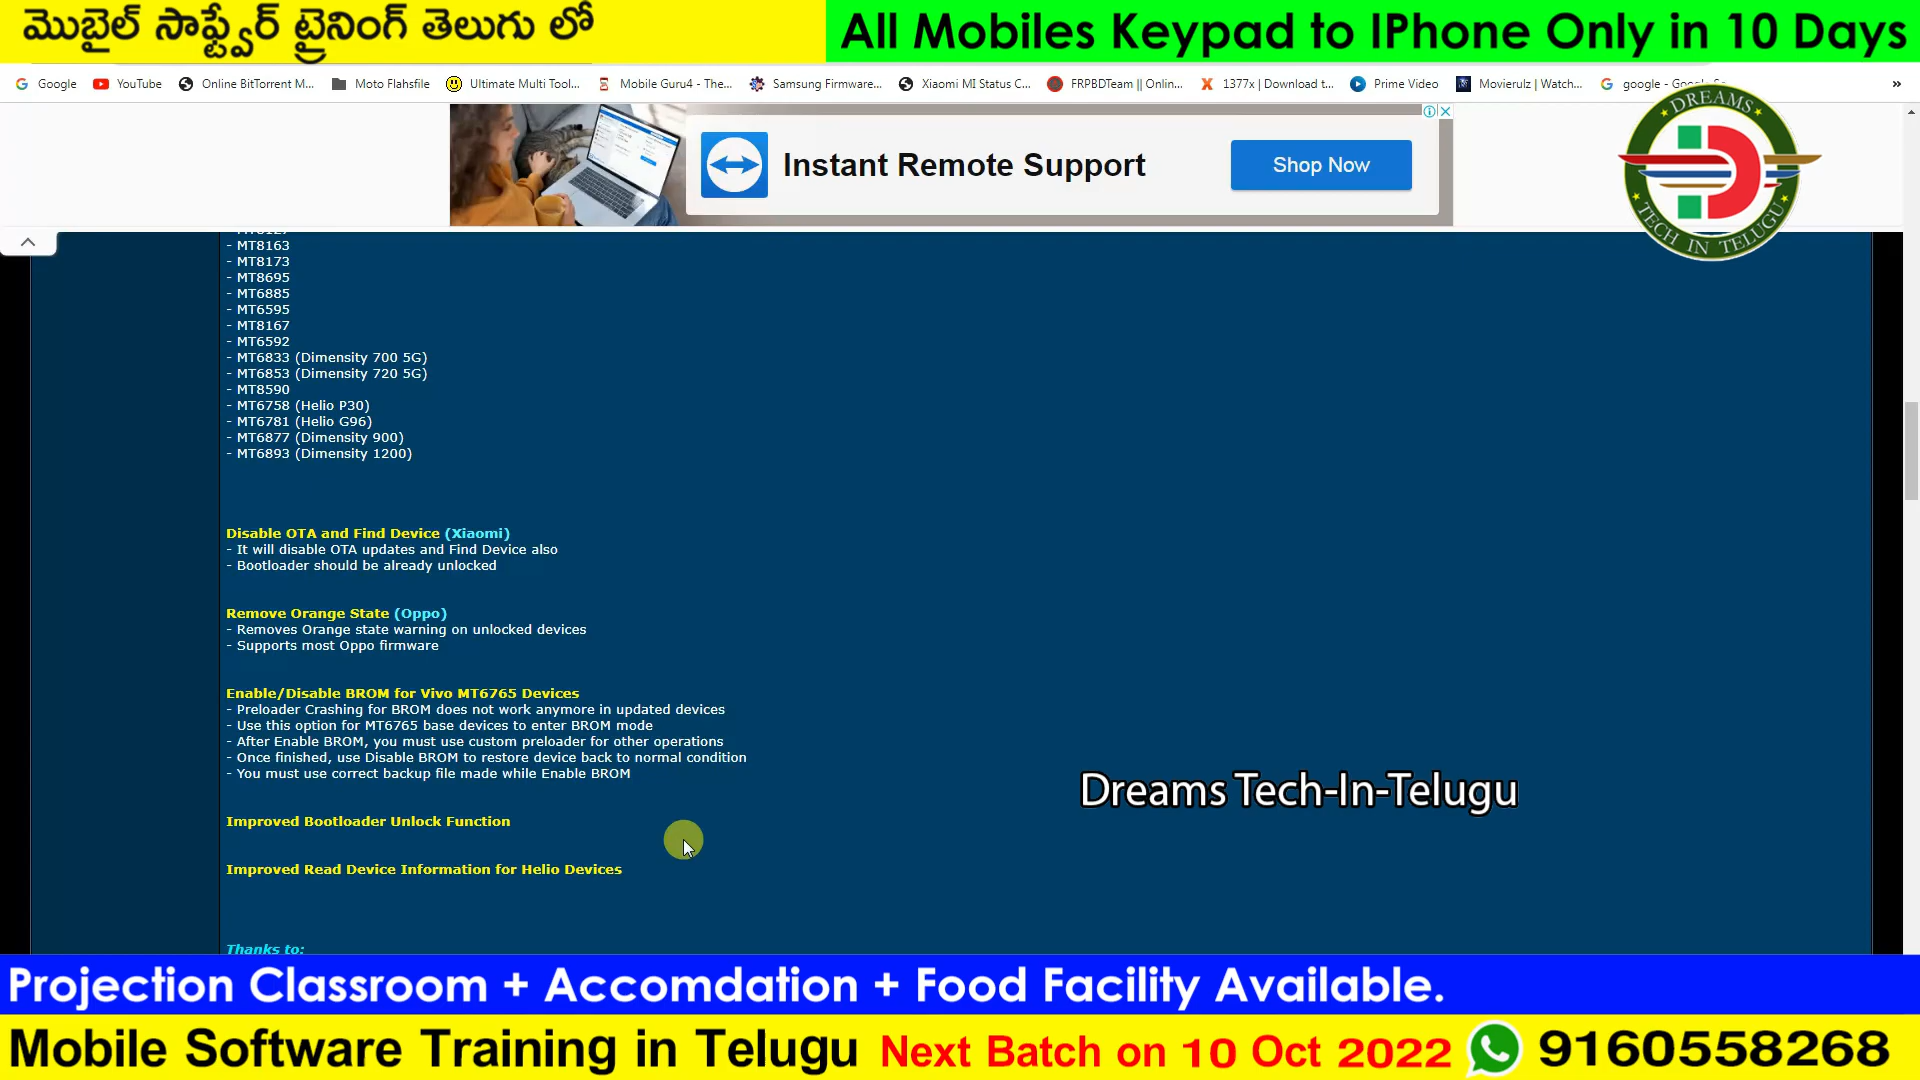 మొబైల్ సాఫ్ట్వేర్ ట్రైనింగ్ తెలుగు లో
All Mobiles Keypad to IPhone Only in 10 Days
Google YouTube Online BitTorrent M... Moto Flahsfile Ultimate Multi Tool... Mobile Guru4 - The... Samsung Firmware... Xiaomi MI Status C... FRPBDTeam || Onlin... 1377x | Download t... Prime Video Movierulz | Watch... google - Google Se... »
Instant Remote Support
Shop Now
DREAMS
TECH IN TELUGU
- MT8127
- MT8163
- MT8173
- MT8695
- MT6885
- MT6595
- MT8167
- MT6592
- MT6833 (Dimensity 700 5G)
- MT6853 (Dimensity 720 5G)
- MT8590
- MT6758 (Helio P30)
- MT6781 (Helio G96)
- MT6877 (Dimensity 900)
- MT6893 (Dimensity 1200)
Disable OTA and Find Device (Xiaomi)
- It will disable OTA updates and Find Device also
- Bootloader should be already unlocked
Remove Orange State (Oppo)
- Removes Orange state warning on unlocked devices
- Supports most Oppo firmware
Enable/Disable BROM for Vivo MT6765 Devices
- Preloader Crashing for BROM does not work anymore in updated devices
- Use this option for MT6765 base devices to enter BROM mode
- After Enable BROM, you must use custom preloader for other operations
- Once finished, use Disable BROM to restore device back to normal condition
- You must use correct backup file made while Enable BROM
Dreams Tech-In-Telugu
Improved Bootloader Unlock Function
Improved Read Device Information for Helio Devices
Thanks to:
Projection Classroom + Accomdation + Food Facility Available.
Mobile Software Training in Telugu Next Batch on 10 Oct 2022 9160558268